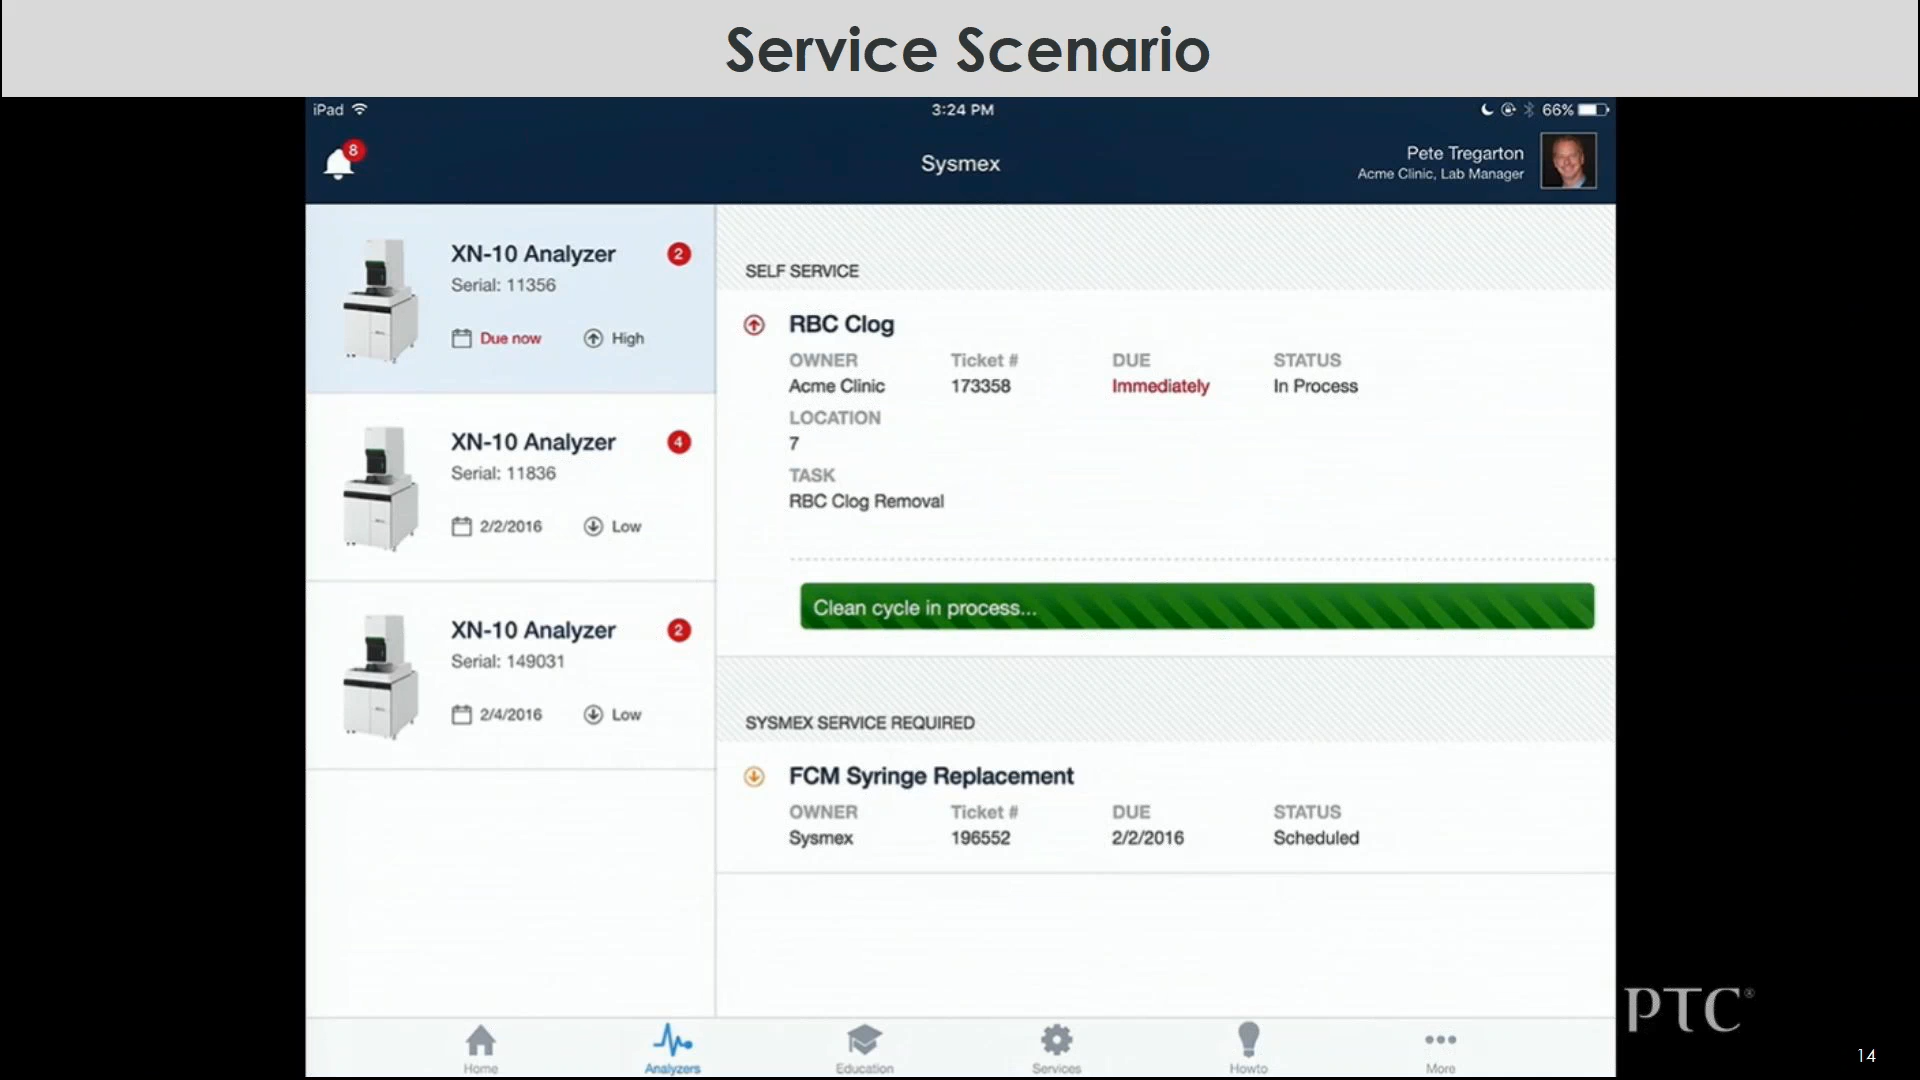 Service Scenario
iPad
3:24 PM
66%
8
Sysmex
Pete Tregarton
Acme Clinic, Lab Manager
XN-10 Analyzer
2
Serial: 11356
Due now
High
XN-10 Analyzer
4
Serial: 11836
2/2/2016
Low
XN-10 Analyzer
2
Serial: 149031
2/4/2016
Low
SELF SERVICE
RBC Clog
OWNER Ticket # DUE STATUS
Acme Clinic 173358 Immediately In Process
LOCATION
7
TASK
RBC Clog Removal
Clean cycle in process...
SYSMEX SERVICE REQUIRED
FCM Syringe Replacement
OWNER Ticket # DUE STATUS
Sysmex 196552 2/2/2016 Scheduled
Home Analyzers Education Services Howto More
PTC®
14